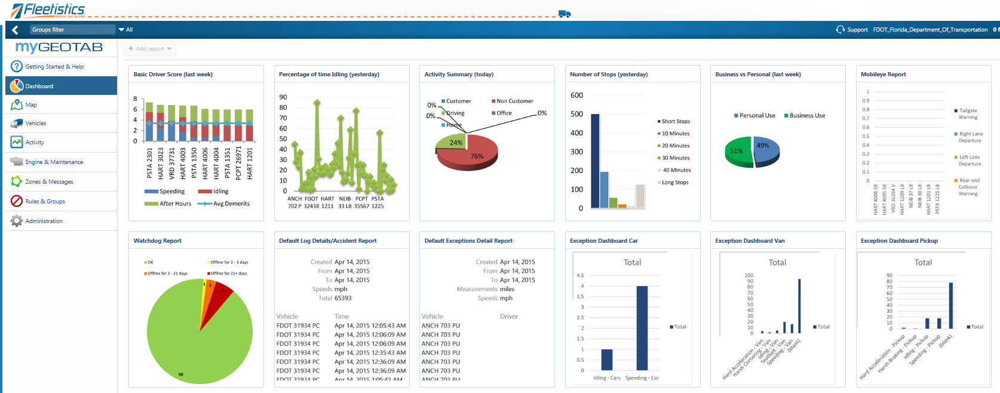 Fleetistics
Groups filter
All
Support
FDOT_Florida_Department_Of_Transportation
0 N
myGEOTAB
Add report
Getting Started & Help
Dashboard
Map
Vehicles
Activity
Engine & Maintenance
Zones & Messages
Rules & Groups
Administration
Basic Driver Score (last week)
8
6
4
2
0
PSTA 2301
HART 3023
VRD 37731
HART 4003
PSTA 1350
HART 4006
HART 4004
PSTA 1351
PCPT 26971
HART 1201
Speeding
Idling
After Hours
Avg Demerits
Percentage of time Idling (yesterday)
90
80
70
60
50
40
30
20
10
0
ANCH FDOT HART NEIB PCPT PSTA
702 P 32438 1211 33 LB 35567 1225
Activity Summary (today)
Customer
Non Customer
Driving
Office
Home
0%
0%
0%
24%
76%
Number of Stops (yesterday)
600
500
400
300
200
100
0
Short Stops
10 Minutes
20 Minutes
30 Minutes
40 Minutes
Long Stops
Business vs Personal (last week)
Personal Use
Business Use
51%
49%
Mobileye Report
1
0.9
0.8
0.7
0.6
0.5
0.4
0.3
0.2
0.1
0
HART 4006 SB
HART 4005 SB
VRD 36284 V
HART 1209 LB
NEIB 37 LB
NEIB 30 LB
HART 1201 LB
PSTA 1225 LB
Tailgate
Warning
Right Lane
Departure
Left Lane
Departure
Rear-end
Collision
Warning
Watchdog Report
OK
Offline for 2 - 3 days
Offline for 3 - 21 days
Offline for 21+ days
1
3
6
90
Default Log Details/Accident Report
Created Apr 14, 2015
From Apr 14, 2015
To Apr 14, 2015
Speeds mph
Total 65393
Vehicle Time
FDOT 31934 PC Apr 14, 2015 12:05:43 AM
FDOT 31934 PC Apr 14, 2015 12:06:09 AM
FDOT 31934 PC Apr 14, 2015 12:06:09 AM
FDOT 31934 PC Apr 14, 2015 12:35:43 AM
FDOT 31934 PC Apr 14, 2015 12:36:09 AM
FDOT 31934 PC Apr 14, 2015 12:36:09 AM
FDOT 31934 PC Apr 14, 2015 1:05:43 AM
Default Exceptions Detail Report
Created Apr 14, 2015
From Apr 14, 2015
To Apr 14, 2015
Measurements miles
Speeds mph
Vehicle Driver
ANCH 703 PU
ANCH 703 PU
ANCH 703 PU
ANCH 703 PU
ANCH 703 PU
ANCH 703 PU
ANCH 703 PU
Exception Dashboard Car
Total
4.5
4
3.5
3
2.5
2
1.5
1
0.5
0
Idling - Cars
Speeding - Car
Total
Exception Dashboard Van
Total
100
90
80
70
60
50
40
30
20
10
0
Hard Acceleration - Van
Harsh Cornering - Van
Idling - Van
Seatbelt - Van
Speeding - Van
(blank)
Total
Exception Dashboard Pickup
Total
90
80
70
60
50
40
30
20
10
0
Hard Acceleration - Pickup
Harsh Braking - Pickup
Idling - Pickup
Speeding - Pickup
(blank)
Total